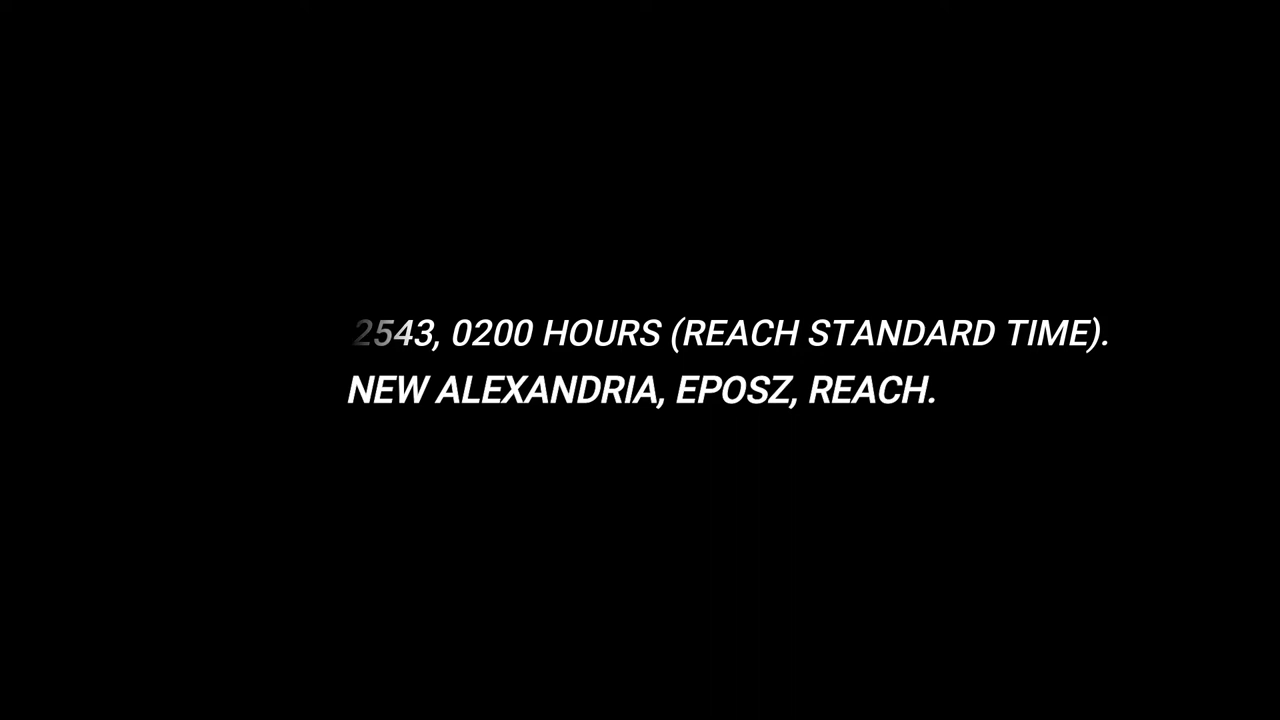 2543, 0200 HOURS (REACH STANDARD TIME).
NEW ALEXANDRIA, EPOSZ, REACH.